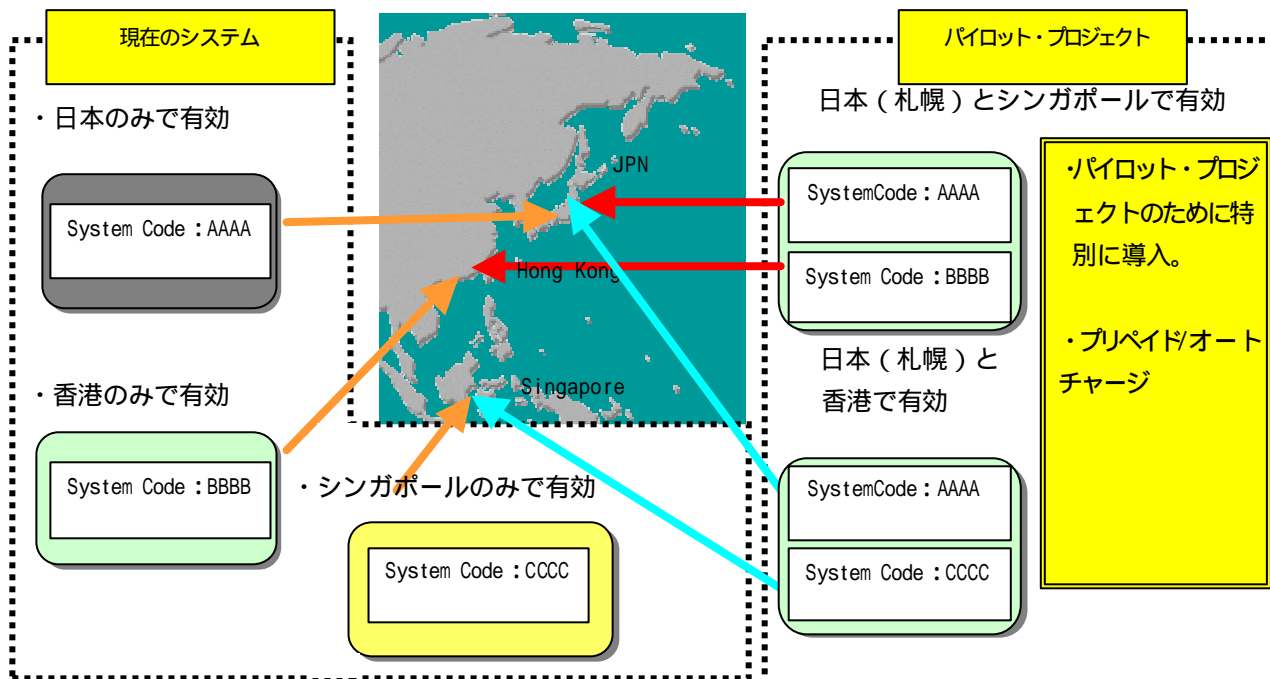 現在のシステム
・日本のみで有効
System Code：AAAA
・香港のみで有効
System Code：BBBB
・シンガポールのみで有効
System Code：CCCC
JPN
Hong Kong
Singapore
パイロット・プロジェクト
日本（札幌）とシンガポールで有効
SystemCode：AAAA
System Code：BBBB
日本（札幌）と
香港で有効
SystemCode：AAAA
System Code：CCCC
・パイロット・プロジ
ェクトのために特
別に導入。
・プリペイド/オート
チャージ